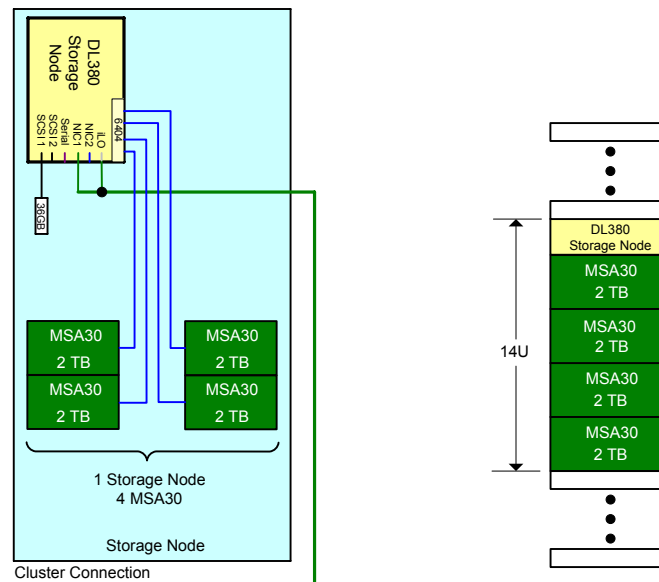 DL380
Storage
Node
6404
iLO
NIC2
NIC1
Serial
SCSI 2
SCSI 1
36GB
MSA30
2 TB
MSA30
2 TB
MSA30
2 TB
MSA30
2 TB
1 Storage Node
4 MSA30
Storage Node
Cluster Connection
14U
DL380
Storage Node
MSA30
2 TB
MSA30
2 TB
MSA30
2 TB
MSA30
2 TB